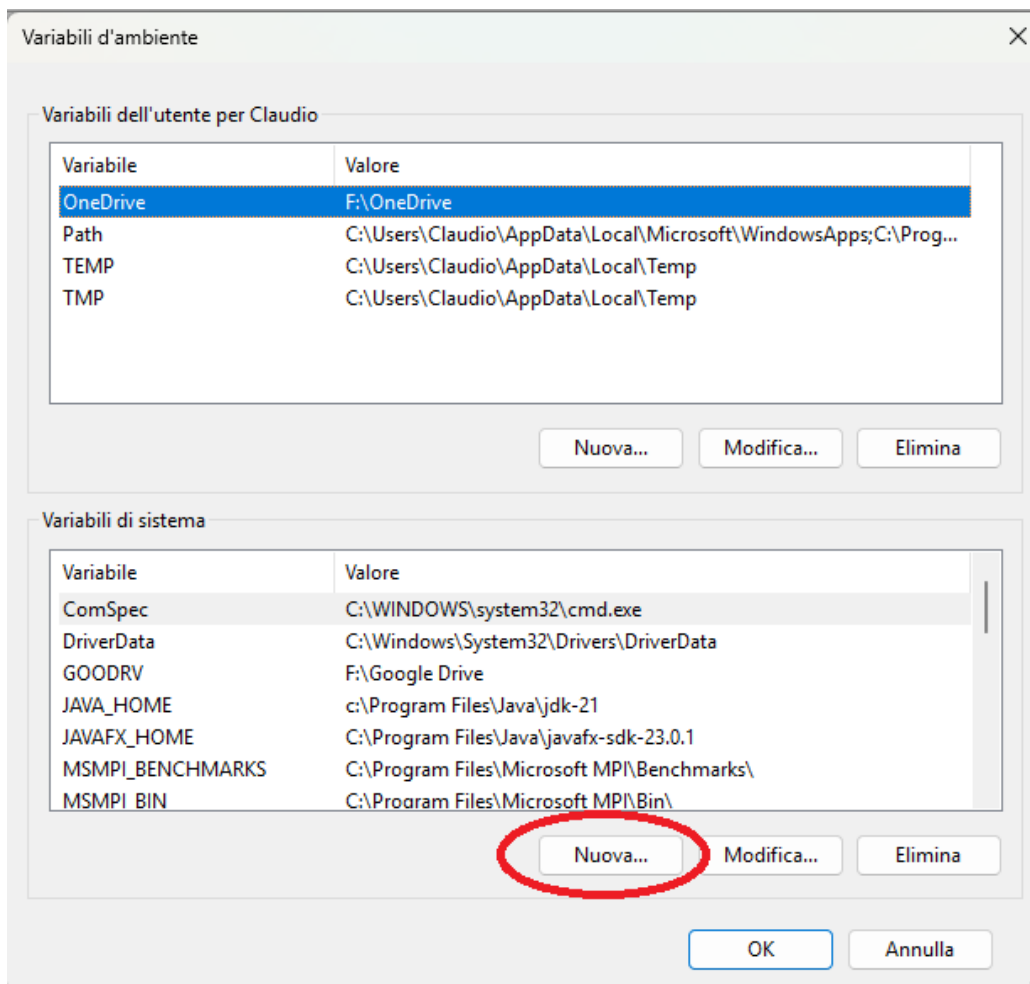 Variabili d'ambiente
Variabili dell'utente per Claudio
Variabile Valore
OneDrive F:\OneDrive
Path C:\Users\Claudio\AppData\Local\Microsoft\WindowsApps;C:\Prog...
TEMP C:\Users\Claudio\AppData\Local\Temp
TMP C:\Users\Claudio\AppData\Local\Temp
Nuova... Modifica... Elimina
Variabili di sistema
Variabile Valore
ComSpec C:\WINDOWS\system32\cmd.exe
DriverData C:\Windows\System32\Drivers\DriverData
GOODRV F:\Google Drive
JAVA_HOME c:\Program Files\Java\jdk-21
JAVAFX_HOME C:\Program Files\Java\javafx-sdk-23.0.1
MSMPI_BENCHMARKS C:\Program Files\Microsoft MPI\Benchmarks\
MSMPI_BIN C:\Program Files\Microsoft MPI\Bin\
Nuova... Modifica... Elimina
OK Annulla